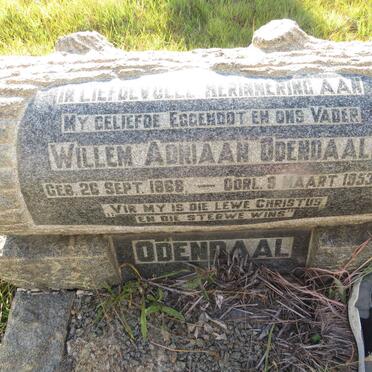 IN LIEFDEVOLLE HERINNERING AAN
MY GELIEFDE EGGENOOT EN ONS VADER
WILLEM ADRIAAN ODENDAAL
GEB. 26 SEPT. 1868 — OORL. 9 MAART 1953
"VIR MY IS DIE LEWE CHRISTUS
EN DIE STERWE WINS"
ODENDAAL